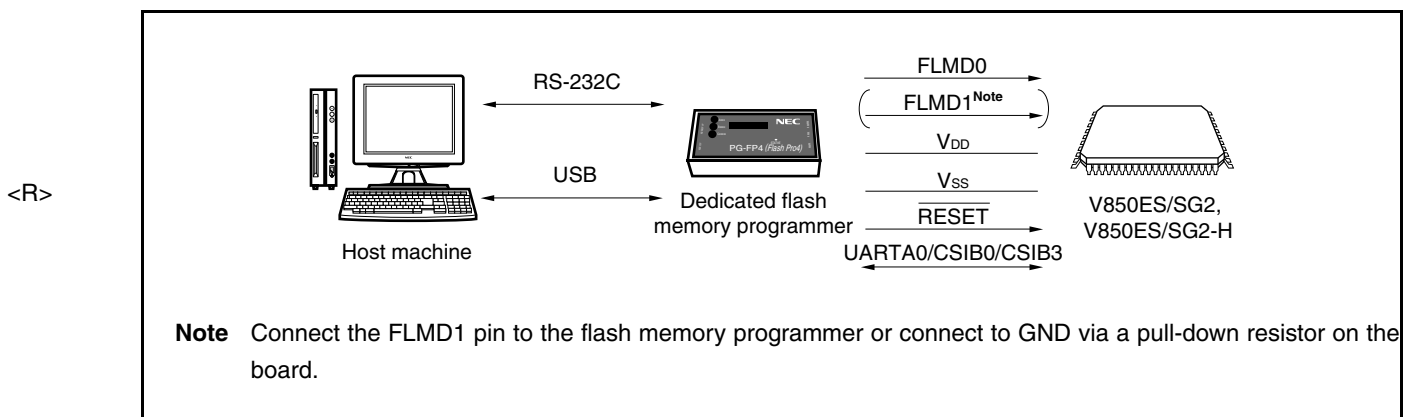 <R>
RS-232C
USB
Host machine
NEC
NEC
PG-FP4 (Flash Pro4)
Dedicated flash
memory programmer
FLMD0
FLMD1Note
VDD
VSS
RESET
UARTA0/CSIB0/CSIB3
V850ES/SG2,
V850ES/SG2-H
Note Connect the FLMD1 pin to the flash memory programmer or connect to GND via a pull-down resistor on the
board.